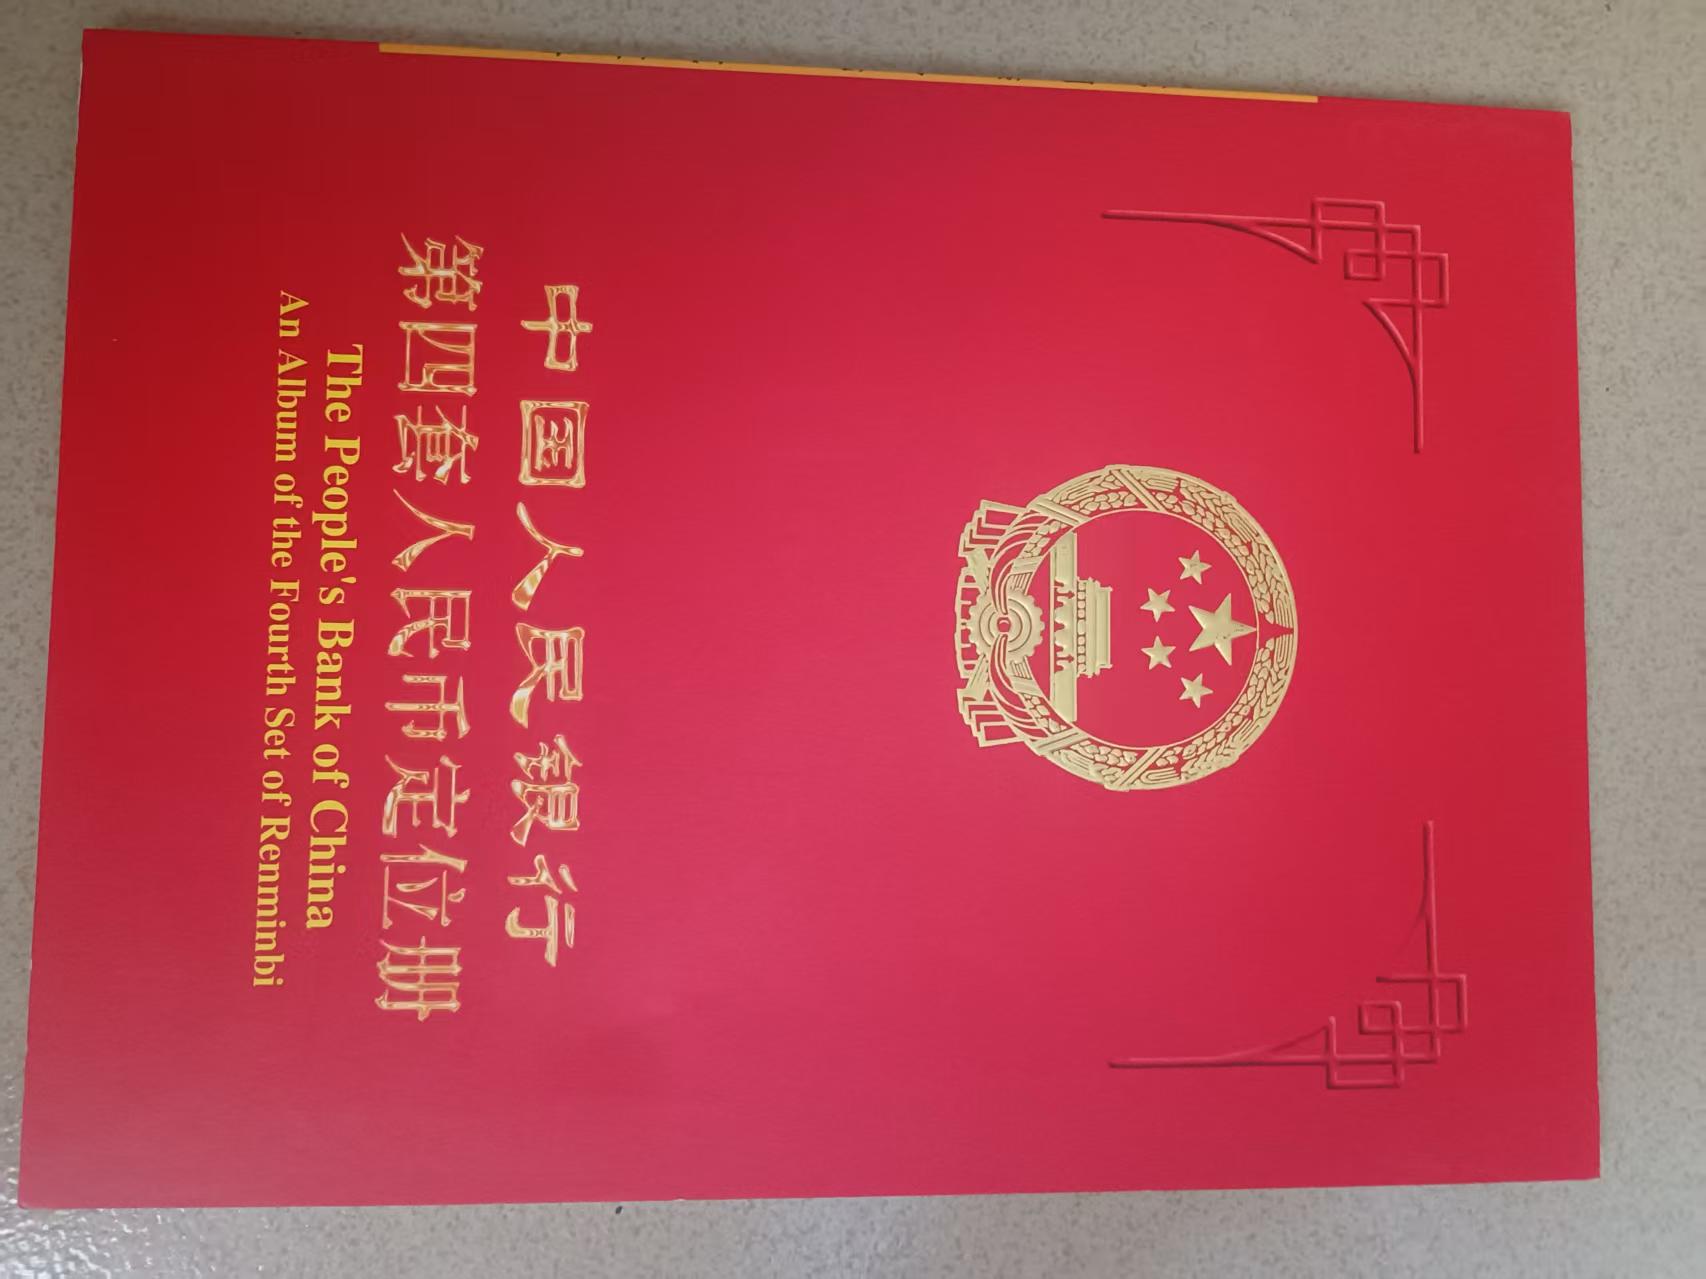 中国人民银行
第四套人民币定位册
The People's Bank of China
An Album of the Fourth Set of Renminbi